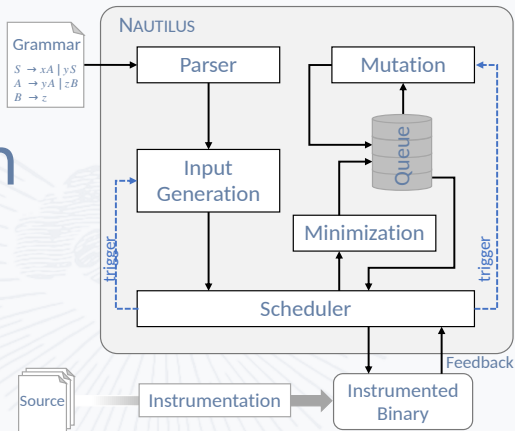 NAUTILUS
Grammar
S → xA | yS
A → yA | zB
B → z
Parser
Mutation
n
Input
Generation
Queue
Minimization
trigger
trigger
Scheduler
Feedback
Source
Instrumentation
Instrumented
Binary